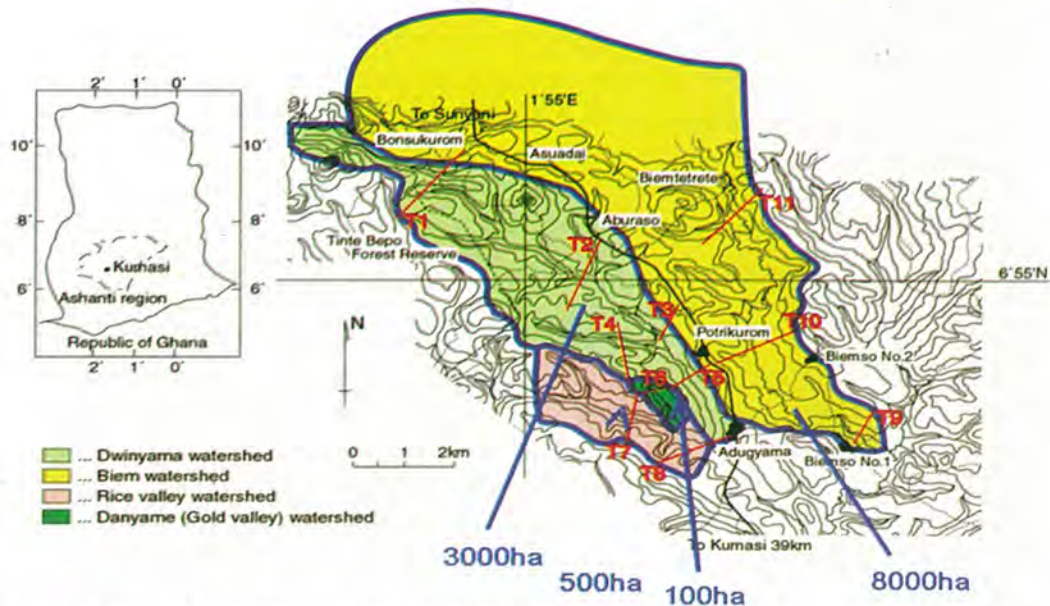 2´ 1´ 0´
10´
8´
6´
Kumasi
Ashanti region
Republic of Ghana
2´ 1´ 0´
1´55'E
To Sunyani
Bonsukurom
Asuadai
Biemtetrete
T11
T1
Aburaso
T2
Tinte Bepo
Forest Reserve
6´55'N
N
T4
T3
T10
Potrikurom
Biemso No.2
T6
T5
T9
T7
T8
Adugyama
Biemso No.1
0 1 2km
... Dwinyama watershed
... Biem watershed
... Rice valley watershed
... Danyame (Gold valley) watershed
To Kumasi 39km
3000ha
500ha
100ha
8000ha